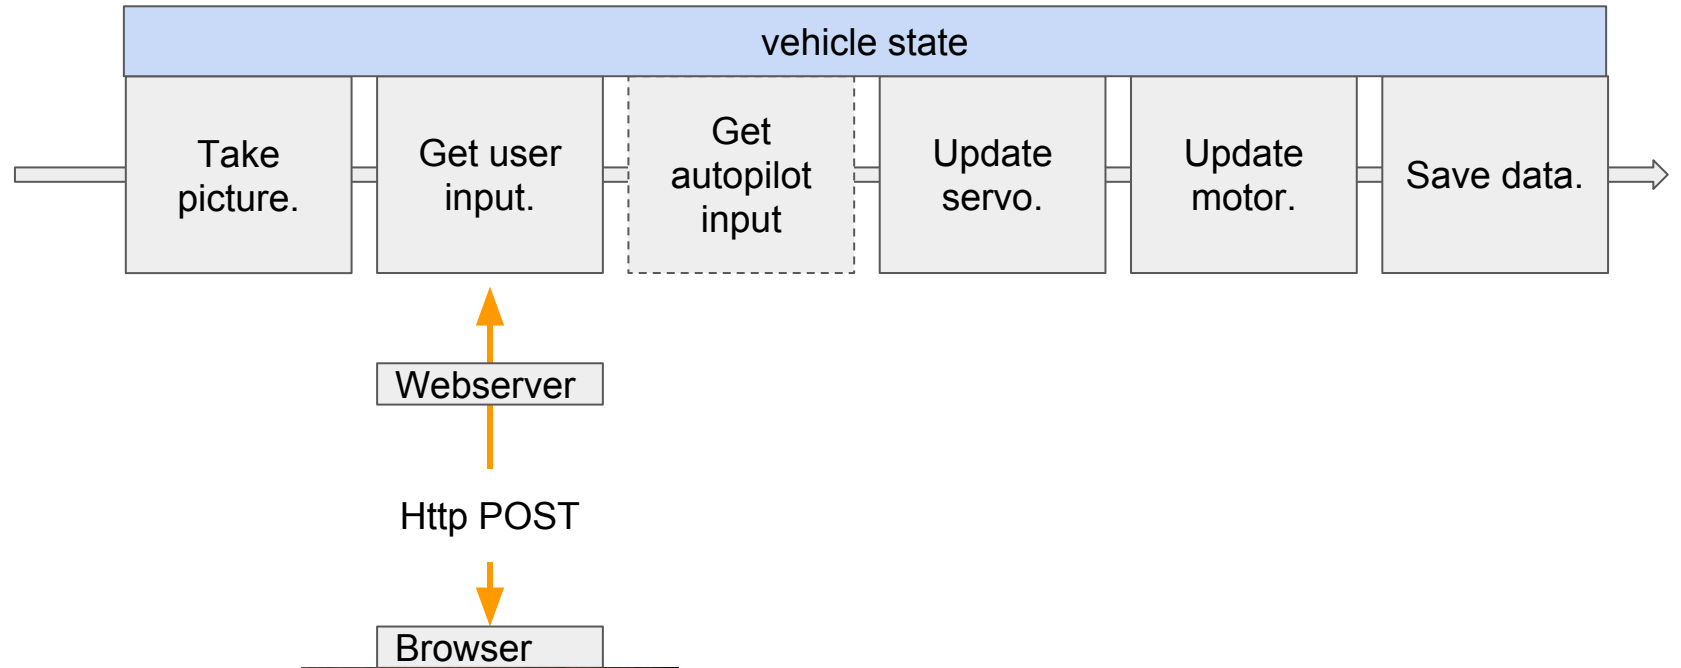 vehicle state
Take
picture.
Get user
input.
Get
autopilot
input
Update
servo.
Update
motor.
Save data.
Webserver
Http POST
Browser